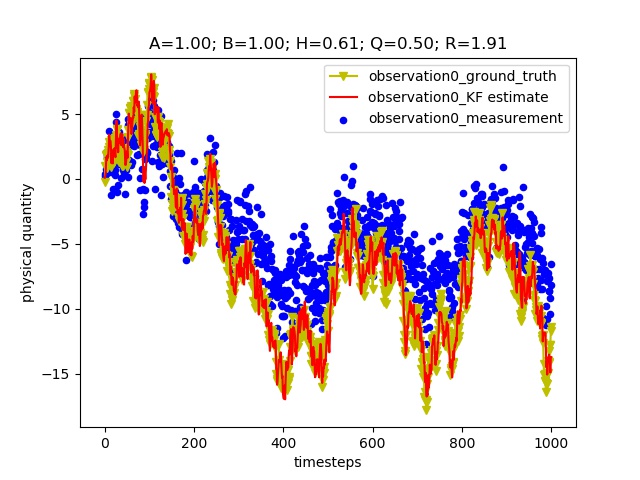 A=1.00; B=1.00; H=0.61; Q=0.50; R=1.91
observation0_ground_truth
observation0_KF estimate
observation0_measurement
physical quantity
5
0
−5
−10
−15
0 200 400 600 800 1000
timesteps